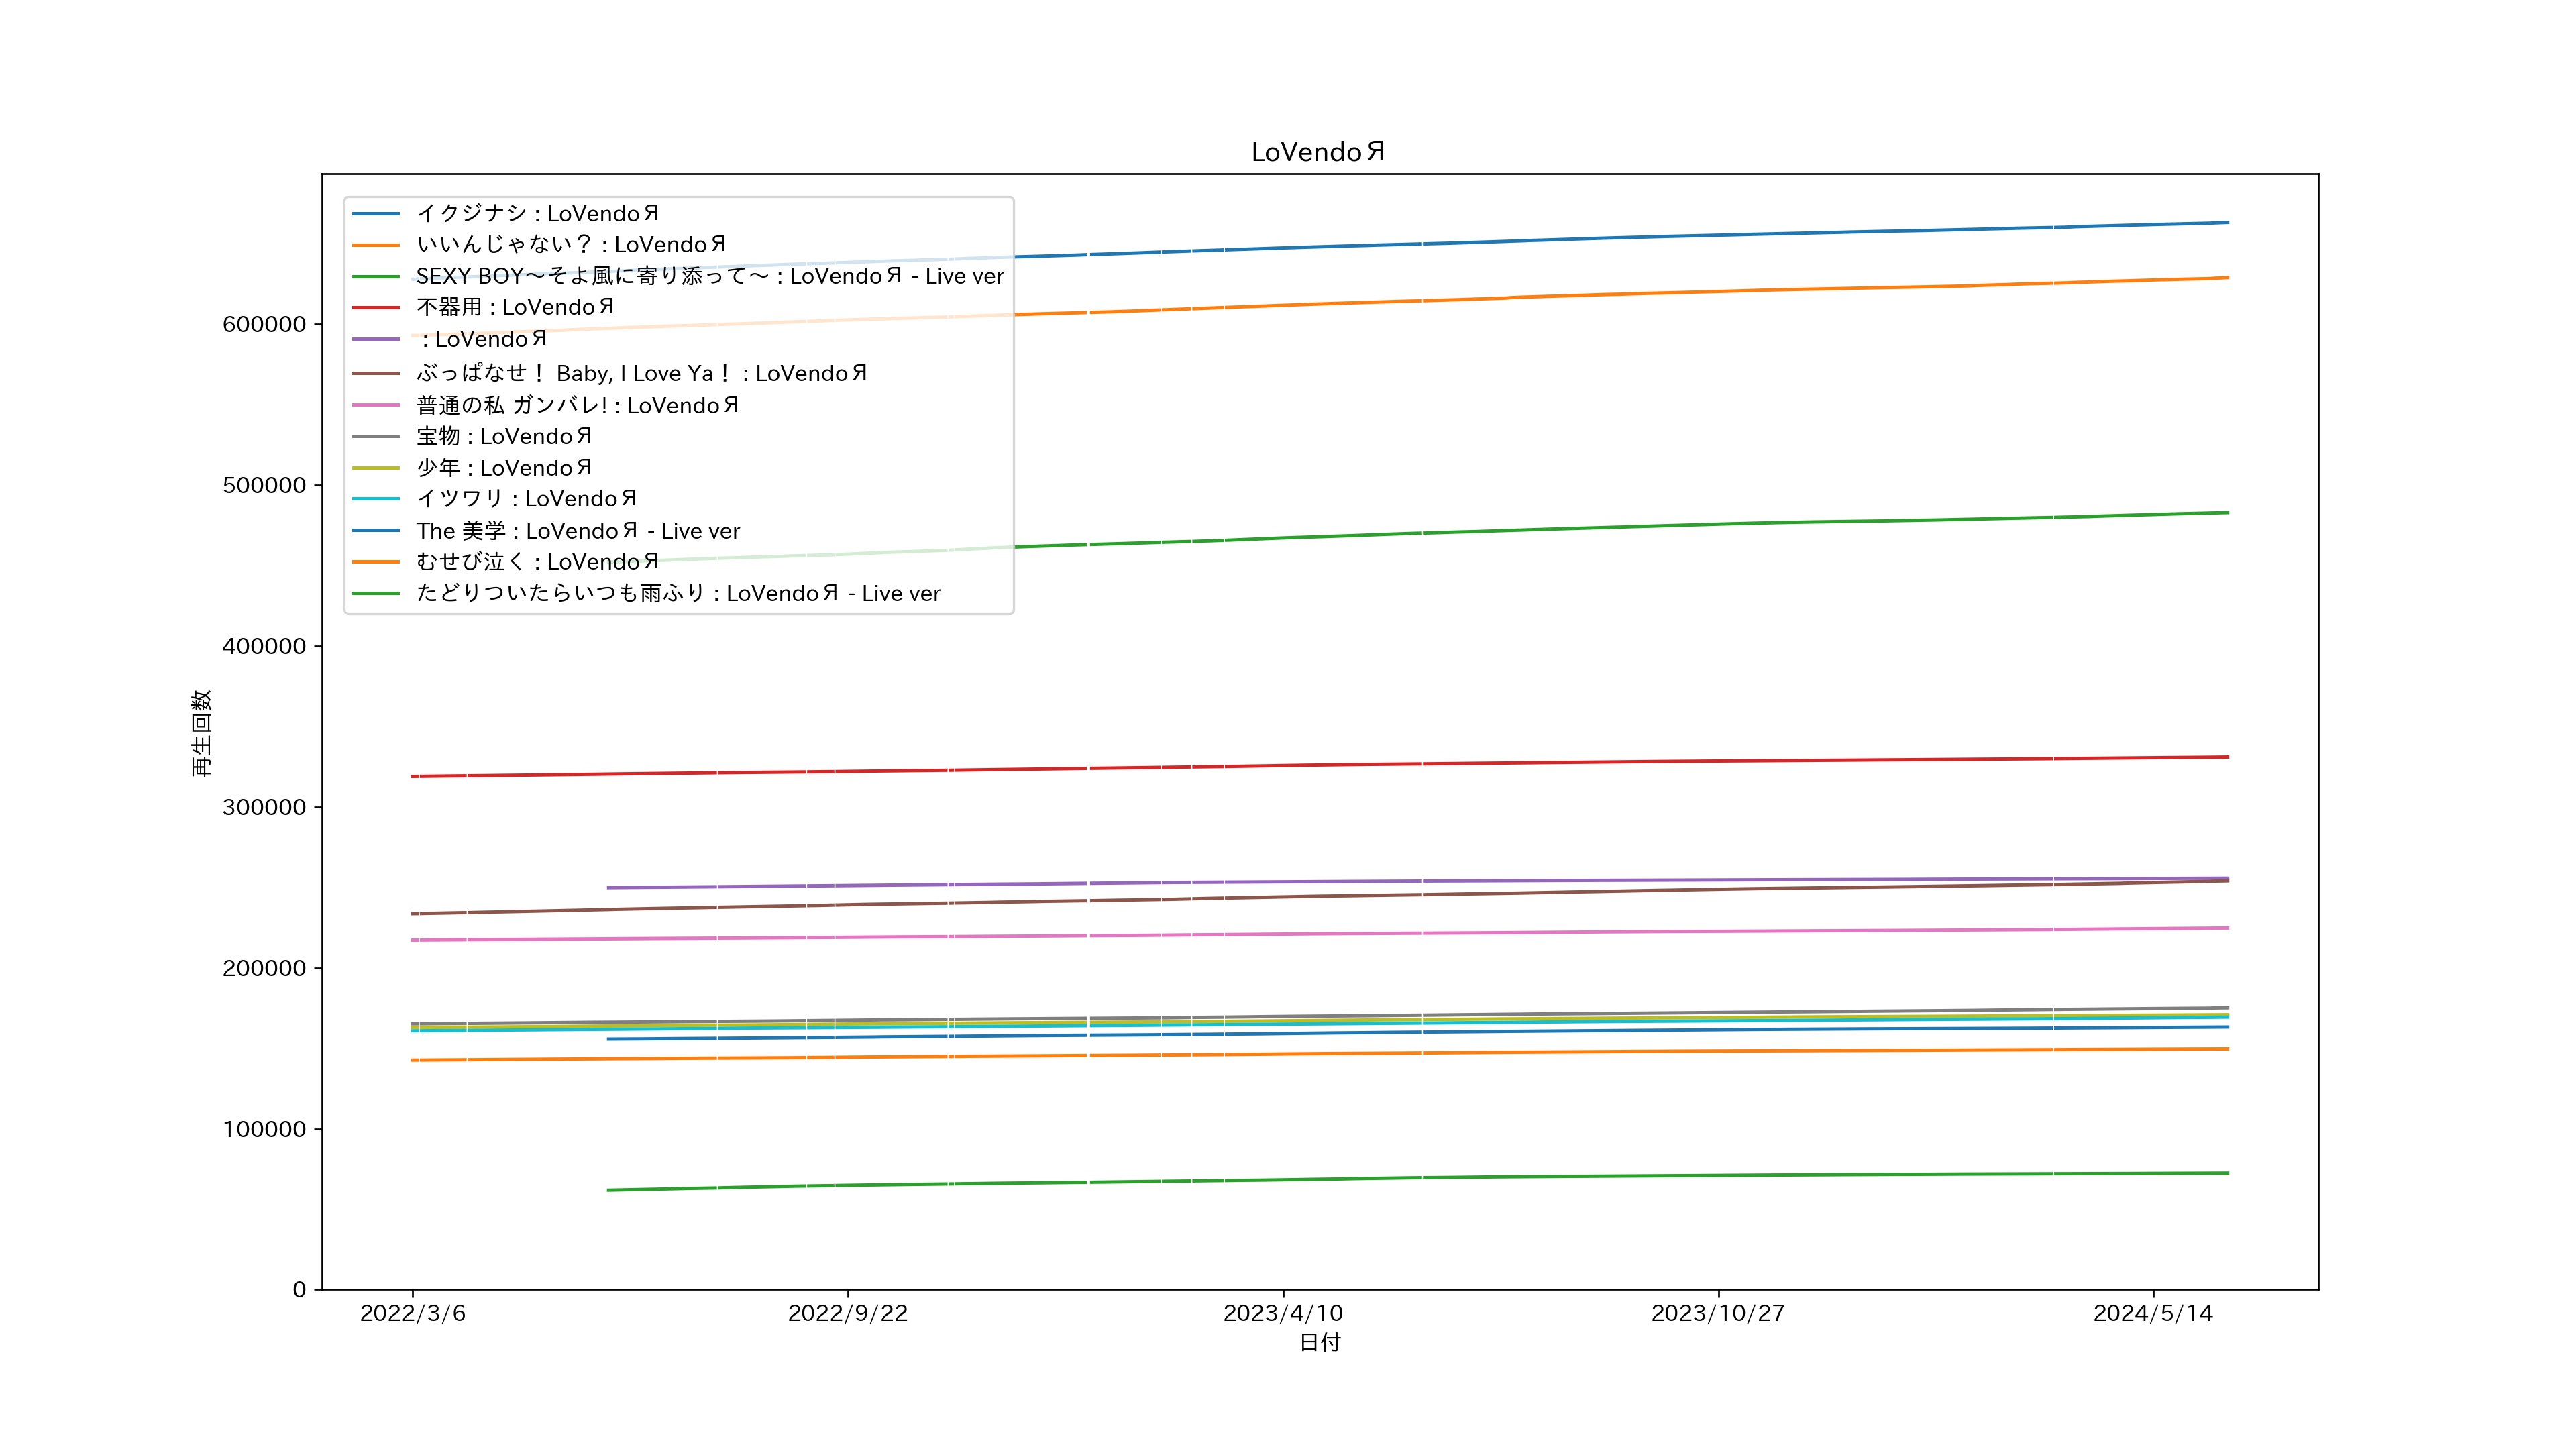 LoVendoЯ
イクジナシ : LoVendoЯ
いいんじゃない？ : LoVendoЯ
SEXY BOY～そよ風に寄り添って～ : LoVendoЯ - Live ver
不器用 : LoVendoЯ
: LoVendoЯ
ぶっぱなせ！ Baby, I Love Ya！ : LoVendoЯ
普通の私 ガンバレ! : LoVendoЯ
宝物 : LoVendoЯ
少年 : LoVendoЯ
イツワリ : LoVendoЯ
The 美学 : LoVendoЯ - Live ver
むせび泣く : LoVendoЯ
たどりついたらいつも雨ふり : LoVendoЯ - Live ver
600000
500000
400000
300000
200000
100000
0
再生回数
2022/3/6
2022/9/22
2023/4/10
2023/10/27
2024/5/14
日付